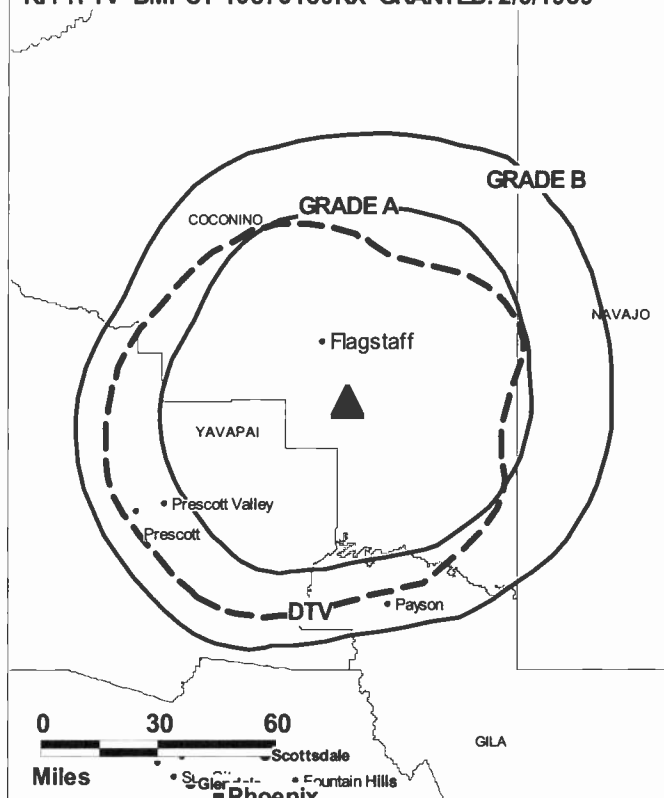 GRADE B
GRADE A
COCONINO
NAVAJO
Flagstaff
YAVAPAI
Prescott Valley
Prescott
DTV
Payson
0 30 60
Miles
GILA
Scottsdale
Glendale
Fountain Hills
Phoenix